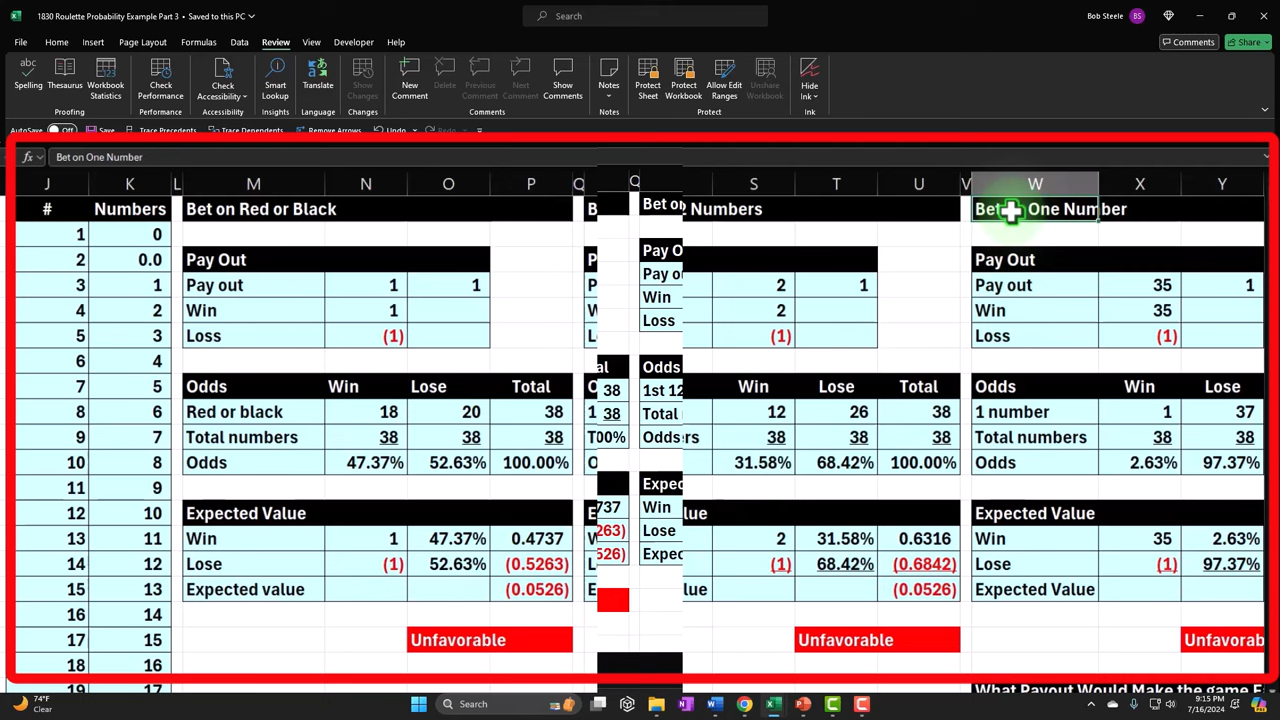 1830 Roulette Probability Example Part 3 • Saved to this PC
Search
Bob Steele BS
File Home Insert Page Layout Formulas Data Review View Developer Help
Comments Share
Spelling Thesaurus Workbook Statistics Check Performance Check Accessibility Smart Lookup Translate Show Changes New Comment Delete Previous Comment Next Comment Show Comments Notes Protect Sheet Protect Workbook Allow Edit Ranges Unshare Workbook Hide Ink
Proofing Performance Accessibility Insights Language Changes Comments Notes Protect Ink
AutoSave Off Save Trace Precedents Trace Dependents Remove Arrows Undo
fx Bet on One Number
J K L M N O P Q Q S T U V W X Y
# Numbers Bet on Red or Black Bet on Numbers Bet on One Number
1 0
2 0.0 Pay Out Pay Out
3 1 Pay out 1 1 2 1 Pay out 35 1
4 2 Win 1 Win 2 Win 35
5 3 Loss (1) Loss (1) Loss (1)
6 4
7 5 Odds Win Lose Total Odds Win Lose Total Odds Win Lose
8 6 Red or black 18 20 38 38 1st 12 12 26 38 1 number 1 37
9 7 Total numbers 38 38 38 38 Total 38 38 38 Total numbers 38 38
10 8 Odds 47.37% 52.63% 100.00% Odds 31.58% 68.42% 100.00% Odds 2.63% 97.37%
11 9
12 10 Expected Value Expected Value
13 11 Win 1 47.37% 0.4737 Win 2 31.58% 0.6316 Win 35 2.63%
14 12 Lose (1) 52.63% (0.5263) Lose (1) 68.42% (0.6842) Lose (1) 97.37%
15 13 Expected value (0.0526) (0.0526) Expected Value
16 14
17 15 Unfavorable Unfavorable Unfavorab
18 16
19 17 What Payout Would Make the game E
74°F
Clear
Search
9:15 PM
7/16/2024